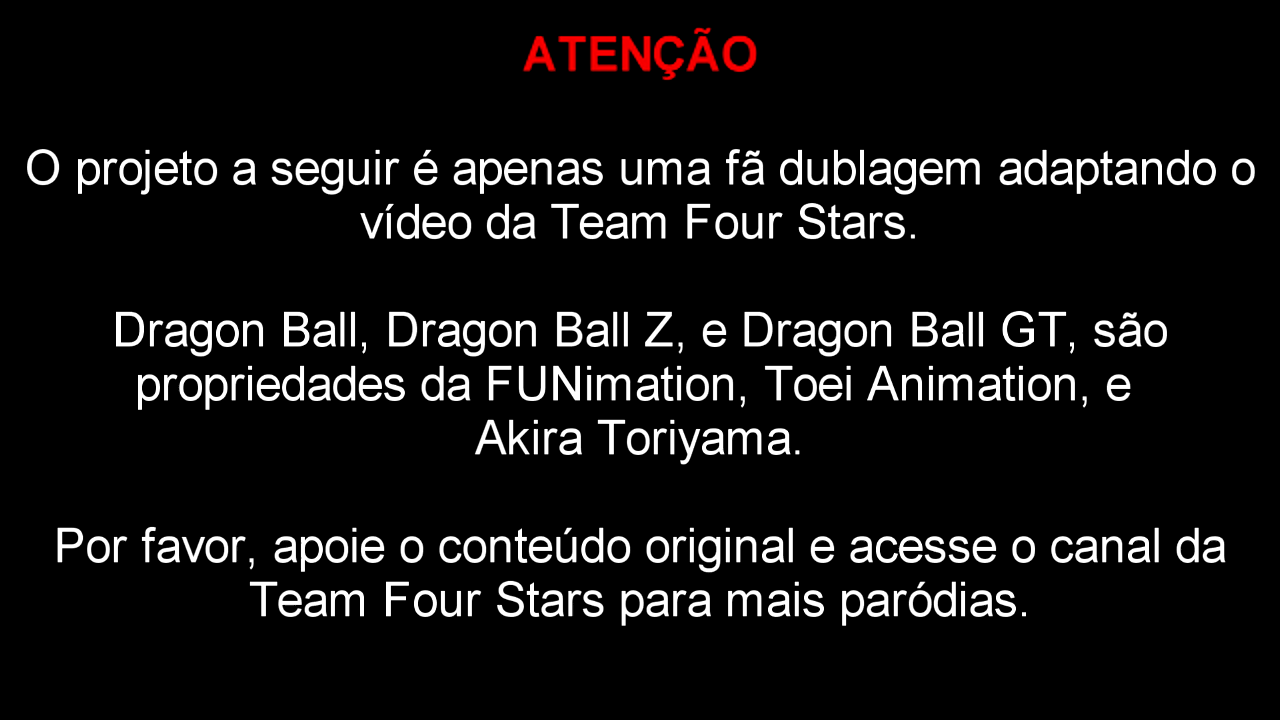 ATENÇÃO
O projeto a seguir é apenas uma fã dublagem adaptando o
vídeo da Team Four Stars.
Dragon Ball, Dragon Ball Z, e Dragon Ball GT, são
propriedades da FUNimation, Toei Animation, e
Akira Toriyama.
Por favor, apoie o conteúdo original e acesse o canal da
Team Four Stars para mais paródias.